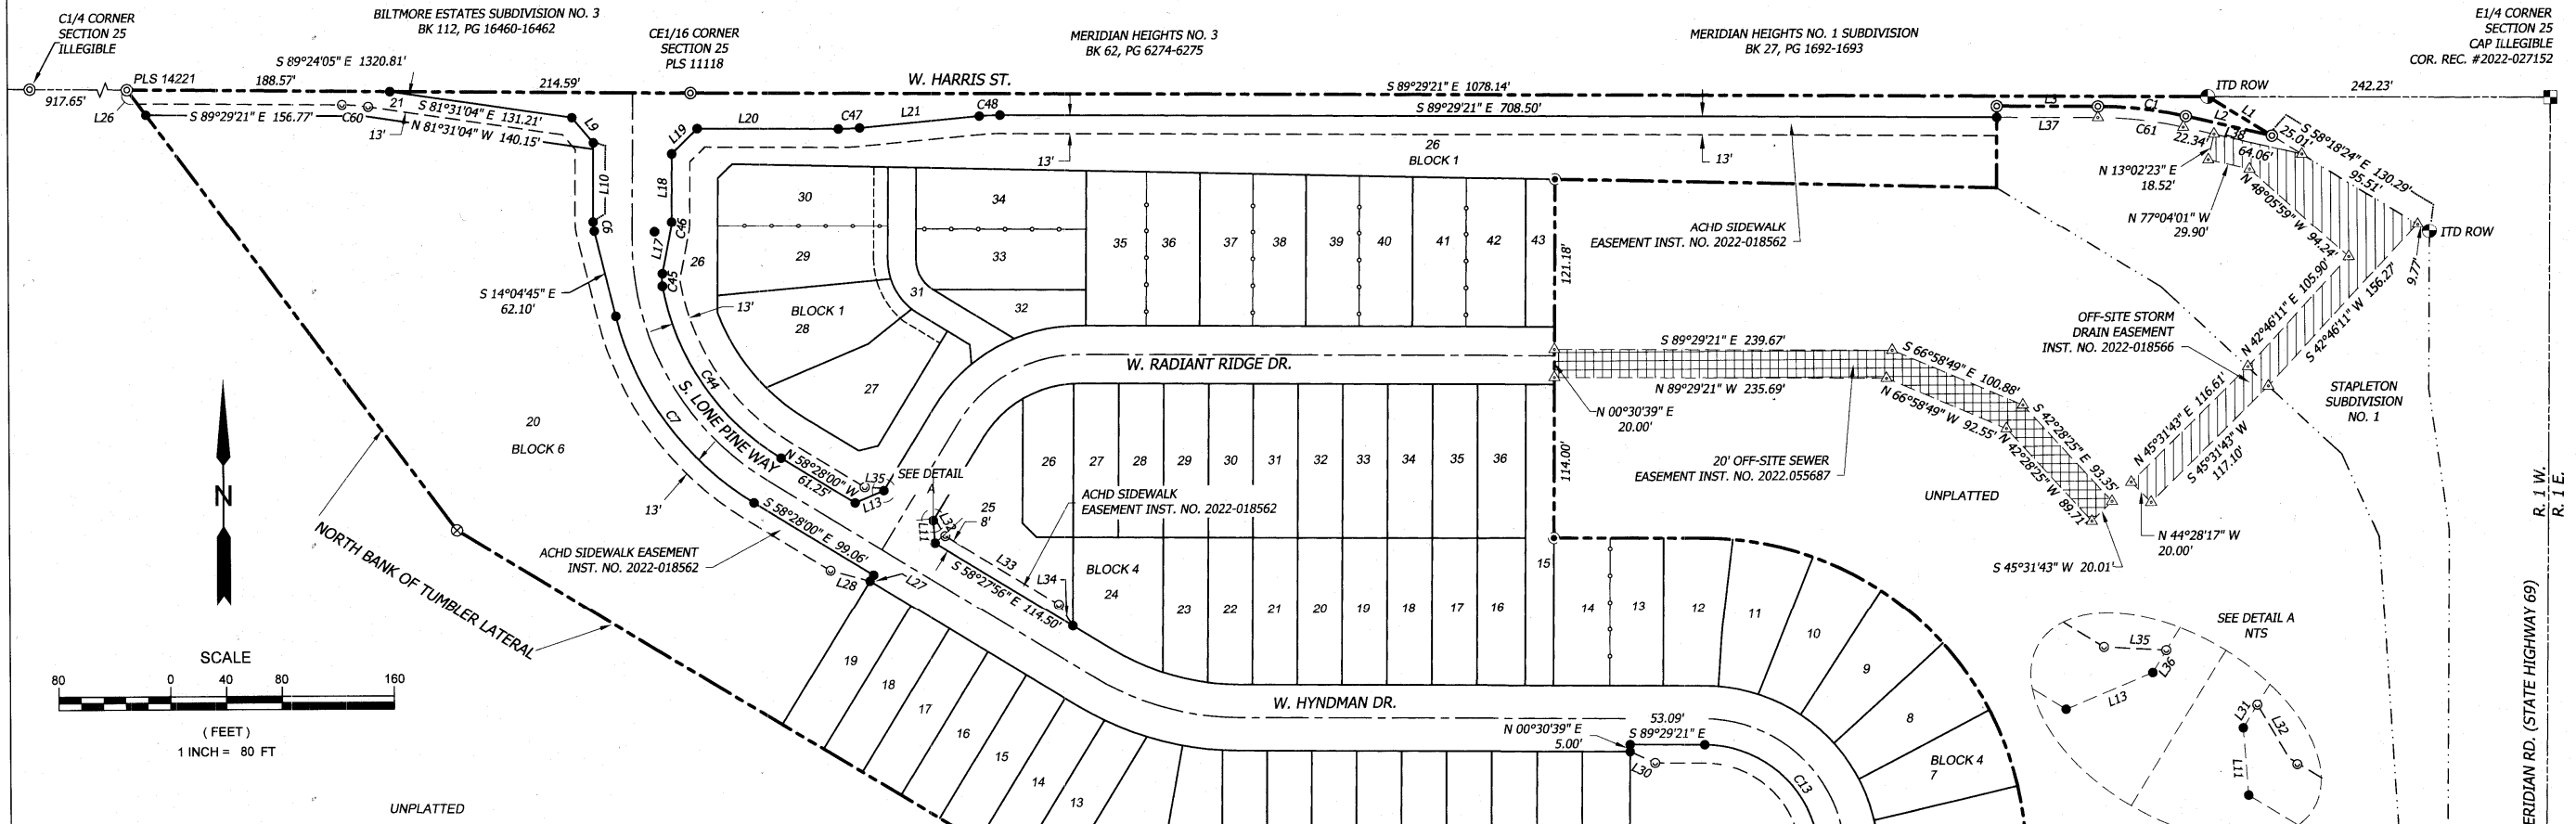 C1/4 CORNER
SECTION 25
ILLEGIBLE
BILTMORE ESTATES SUBDIVISION NO. 3
BK 112, PG 16460-16462
CE1/16 CORNER
SECTION 25
PLS 11118
MERIDIAN HEIGHTS NO. 3
BK 62, PG 6274-6275
MERIDIAN HEIGHTS NO. 1 SUBDIVISION
BK 27, PG 1692-1693
E1/4 CORNER
SECTION 25
CAP ILLEGIBLE
COR. REC. #2022-027152
S 89°24'05" E 1320.81'
PLS 14221
188.57'
214.59'
917.65'
W. HARRIS ST.
S 89°29'21" E 1078.14'
ITD ROW
242.23'
L26
S 89°29'21" E 156.77'
C60
21
13'
S 81°31'04" E 131.21'
N 81°31'04" W 140.15'
L9
L10
C6
L19
L20
C47
L21
C48
S 89°29'21" E 708.50'
L3
L37
C1
C61
L1
L2
L38
25.01'
22.34'
64.06'
S 58°18'24" E 130.29'
95.51'
N 13°02'23" E
18.52'
N 77°04'01" W
29.90'
N 48°05'59" W 94.24'
ITD ROW
9.77'
13'
26
BLOCK 1
13'
ACHD SIDEWALK
EASEMENT INST. NO. 2022-018562
L18
C46
L17
C45
26
13'
30
29
BLOCK 1
28
27
31
34
33
32
35
36
37
38
39
40
41
42
43
121.18'
S 14°04'45" E
62.10'
C7
C44
S. LONE PINE WAY
N 58°28'00" W
61.25'
L35
L13
SEE DETAIL
A
W. RADIANT RIDGE DR.
S 89°29'21" E 239.67'
N 89°29'21" W 235.69'
N 00°30'39" E
20.00'
S 66°58'49" E 100.88'
N 66°58'49" W 92.55'
S 42°28'25" E 93.35'
N 42°28'25" W 89.71'
20' OFF-SITE SEWER
EASEMENT INST. NO. 2022.055687
OFF-SITE STORM
DRAIN EASEMENT
INST. NO. 2022-018566
N 42°46'11" E 105.90'
S 42°46'11" W 156.27'
N 45°31'43" E 116.61'
S 45°31'43" W
117.10'
STAPLETON
SUBDIVISION
NO. 1
UNPLATTED
N 44°28'17" W
20.00'
S 45°31'43" W 20.01'
R. 1 W.
R. 1 E.
20
BLOCK 6
N
NORTH BANK OF TUMBLER LATERAL
13'
ACHD SIDEWALK EASEMENT
INST. NO. 2022-018562
S 58°28'00" E 99.06'
L28
L27
L11
L32
25
8'
L33
L34
S 58°27'56" E 114.50'
ACHD SIDEWALK
EASEMENT INST. NO. 2022-018562
26
27
28
29
30
31
32
33
34
35
36
114.00'
BLOCK 4
24
23
22
21
20
19
18
17
16
15
14
13
12
11
10
9
8
BLOCK 4
7
W. HYNDMAN DR.
53.09'
S 89°29'21" E
N 00°30'39" E
5.00'
L30
C13
19
18
17
16
15
14
13
SCALE
80
0
40
80
160
( FEET )
1 INCH = 80 FT
UNPLATTED
SEE DETAIL A
NTS
L35
L36
L13
L31
L32
L11
ERIDIAN RD. (STATE HIGHWAY 69)